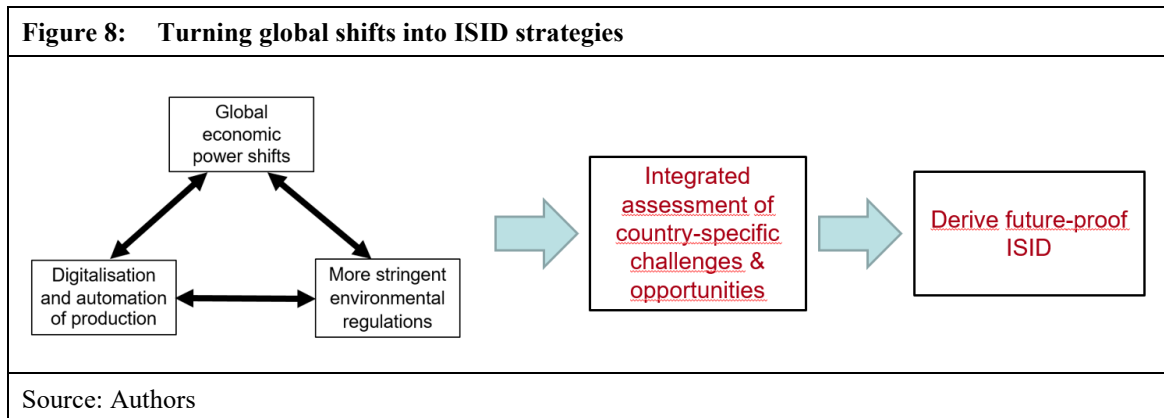 Figure 8: Turning global shifts into ISID strategies
Global
economic
power shifts
Digitalisation
and automation
of production
More stringent
environmental
regulations
Integrated
assessment of
country-specific
challenges &
opportunities
Derive future-proof
ISID
Source: Authors